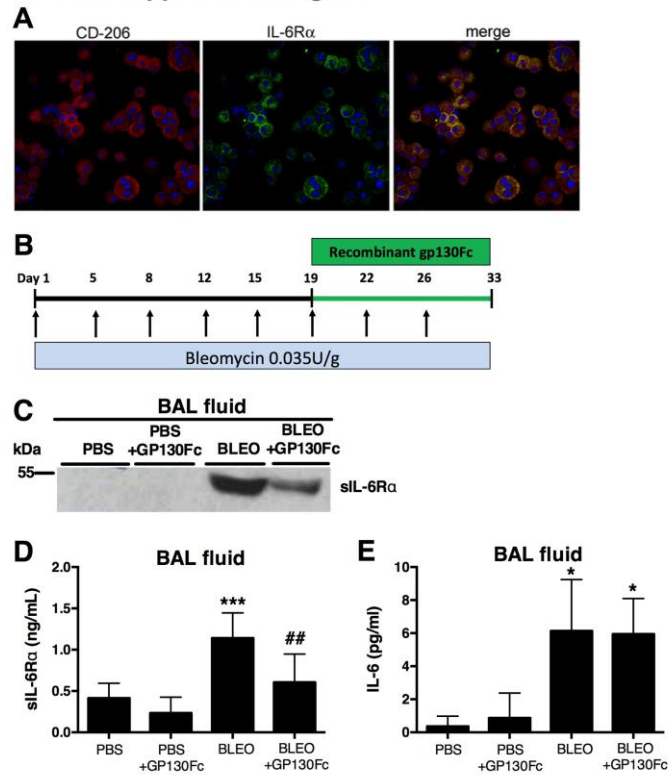 A
CD-206 IL-6Rα merge
B
Recombinant gp130Fc
Day 1 5 8 12 15 19 22 26 33
Bleomycin 0.035U/g
C
BAL fluid
kDa PBS PBS +GP130Fc BLEO BLEO +GP130Fc
55
sIL-6Rα
D
BAL fluid
sIL-6Rα (ng/mL)
2.0
1.5
1.0
0.5
0.0
***
##
PBS PBS +GP130Fc BLEO BLEO +GP130Fc
E
BAL fluid
IL-6 (pg/ml)
10
8
6
4
2
0
*
*
PBS PBS +GP130Fc BLEO BLEO +GP130Fc